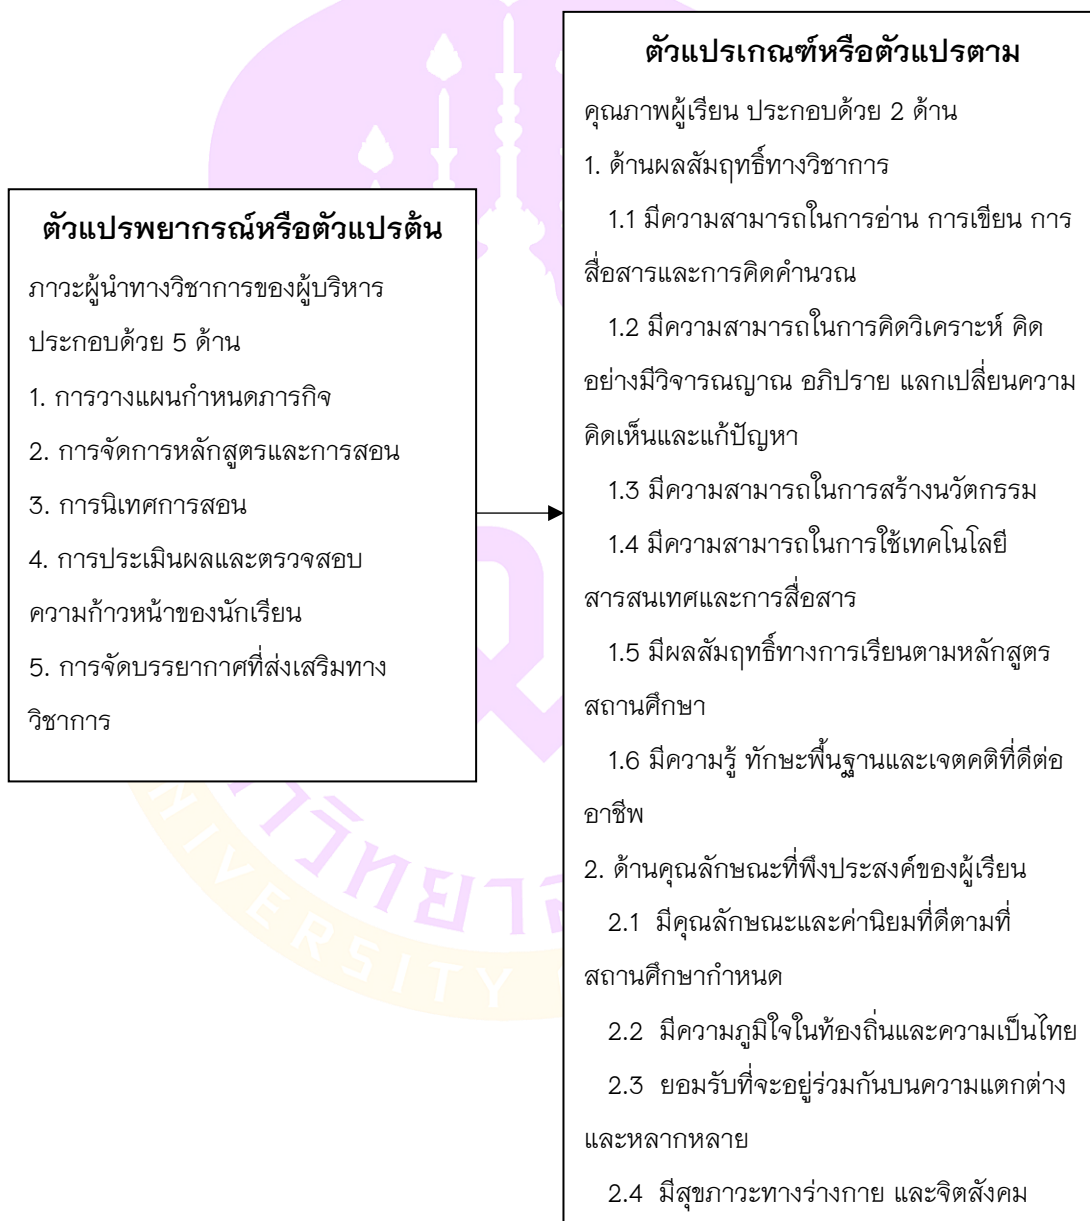 ตัวแปรพยากรณ์หรือตัวแปรต้น
ภาวะผู้นำทางวิชาการของผู้บริหาร
ประกอบด้วย 5 ด้าน
1. การวางแผนกำหนดภารกิจ
2. การจัดการหลักสูตรและการสอน
3. การนิเทศการสอน
4. การประเมินผลและตรวจสอบ
ความก้าวหน้าของนักเรียน
5. การจัดบรรยากาศที่ส่งเสริมทาง
วิชาการ
ตัวแปรเกณฑ์หรือตัวแปรตาม
คุณภาพผู้เรียน ประกอบด้วย 2 ด้าน
1. ด้านผลสัมฤทธิ์ทางวิชาการ
1.1 มีความสามารถในการอ่าน การเขียน การ
สื่อสารและการคิดคำนวณ
1.2 มีความสามารถในการคิดวิเคราะห์ คิด
อย่างมีวิจารณญาณ อภิปราย แลกเปลี่ยนความ
คิดเห็นและแก้ปัญหา
1.3 มีความสามารถในการสร้างนวัตกรรม
1.4 มีความสามารถในการใช้เทคโนโลยี
สารสนเทศและการสื่อสาร
1.5 มีผลสัมฤทธิ์ทางการเรียนตามหลักสูตร
สถานศึกษา
1.6 มีความรู้ ทักษะพื้นฐานและเจตคติที่ดีต่อ
อาชีพ
2. ด้านคุณลักษณะที่พึงประสงค์ของผู้เรียน
2.1 มีคุณลักษณะและค่านิยมที่ดีตามที่
สถานศึกษากำหนด
2.2 มีความภูมิใจในท้องถิ่นและความเป็นไทย
2.3 ยอมรับที่จะอยู่ร่วมกันบนความแตกต่าง
และหลากหลาย
2.4 มีสุขภาวะทางร่างกาย และจิตสังคม